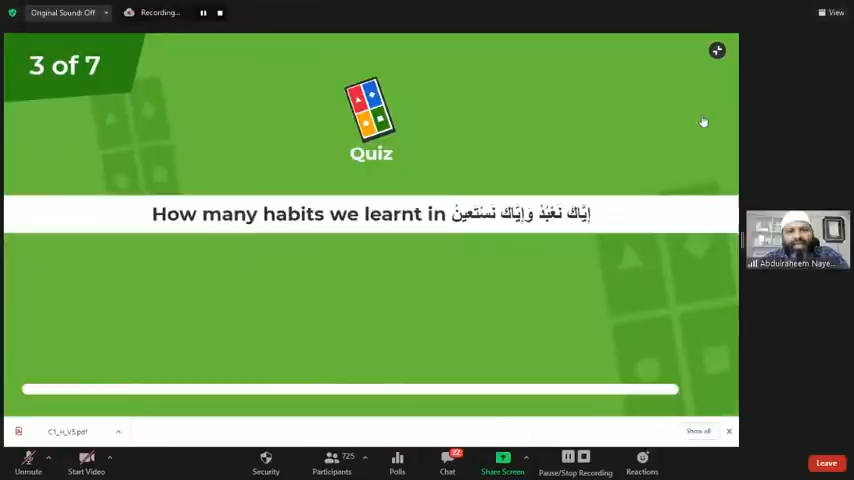 Original Sound: Off
Recording...
View
3 of 7
Quiz
How many habits we learnt in إِيَّاكَ نَعْبُدُ وَإِيَّاكَ نَسْتَعِينُ
Abdulraheem Naye...
C1_H_V5.pdf
Show all
Unmute
Start Video
Security
725
Participants
Polls
22
Chat
Share Screen
Pause/Stop Recording
Reactions
Leave